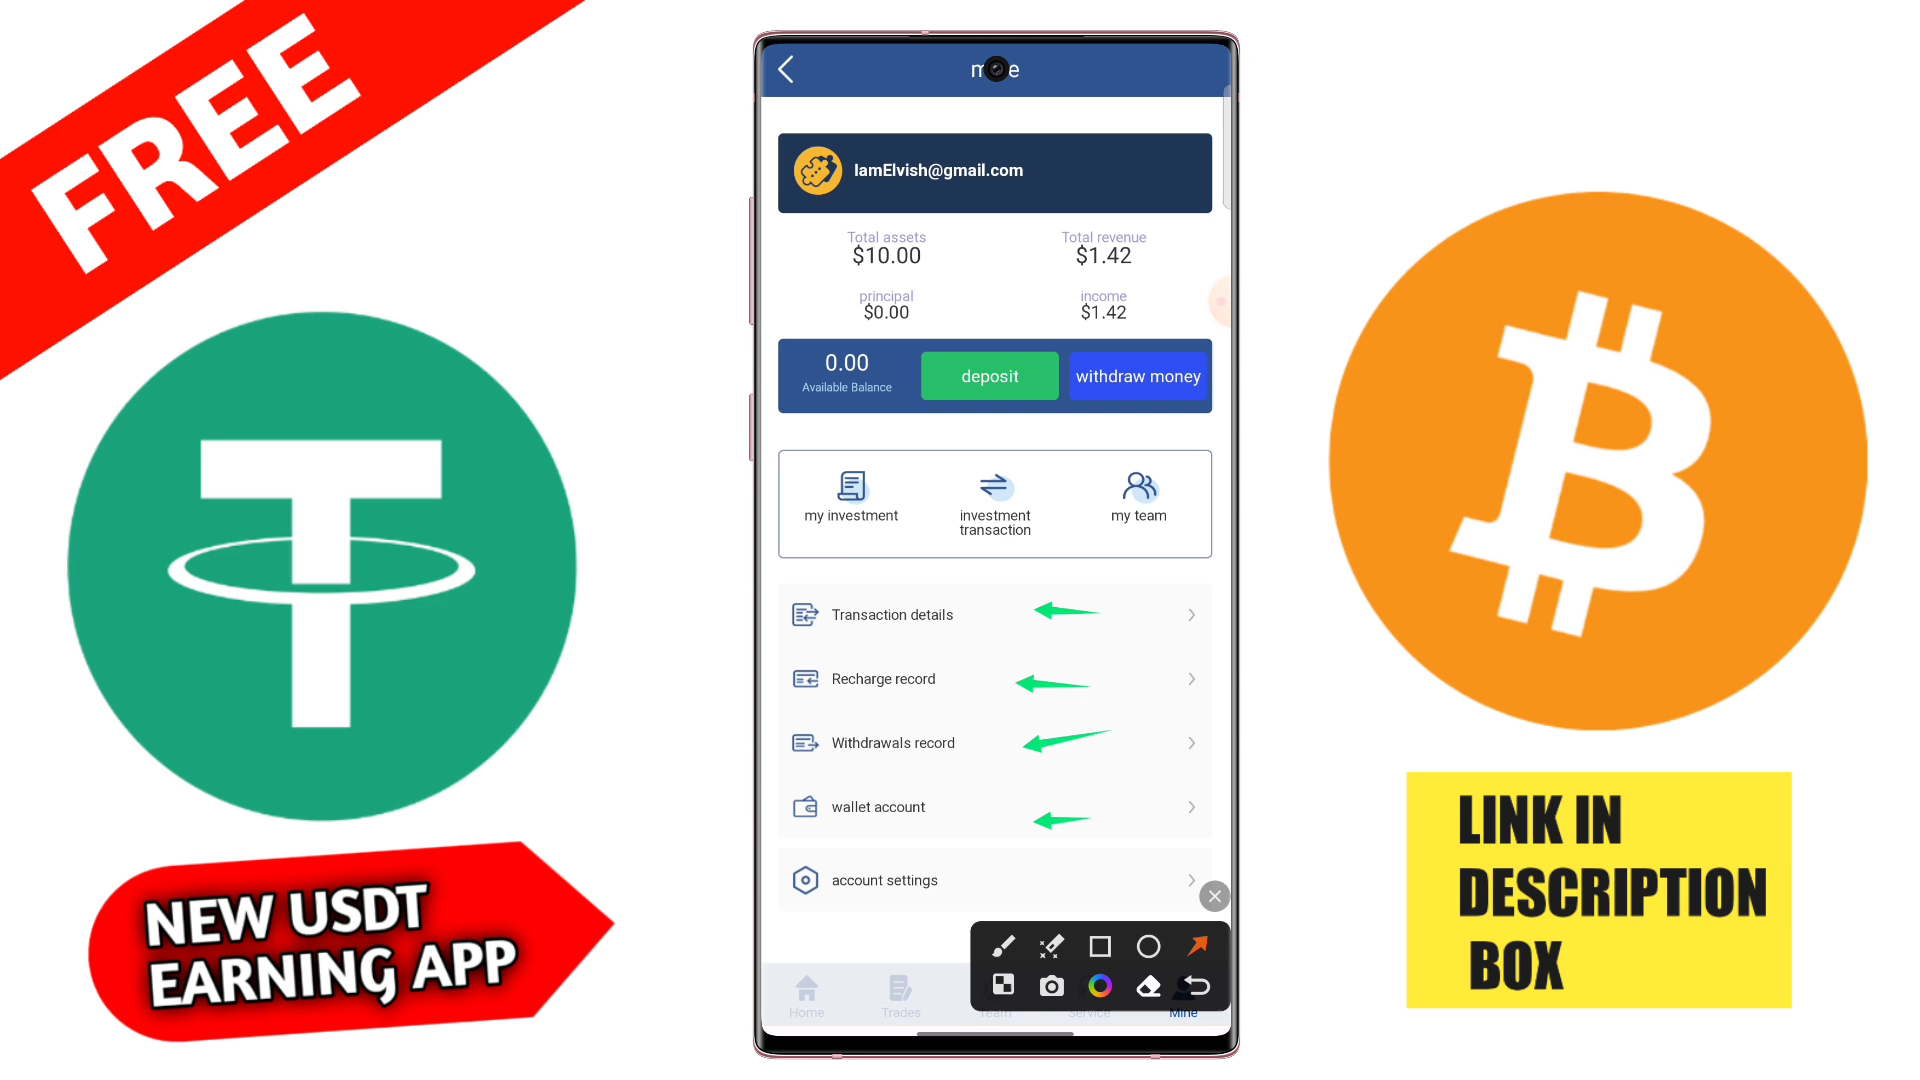 FREE
NEW USDT
EARNING APP
IamElvish@gmail.com
Total assets
$10.00
Total revenue
$1.42
principal
$0.00
income
$1.42
0.00
Available Balance
deposit
withdraw money
my investment
investment
transaction
my team
Transaction details
Recharge record
Withdrawals record
wallet account
account settings
Home
Trades
Team
Service
Mine
LINK IN
DESCRIPTION
BOX